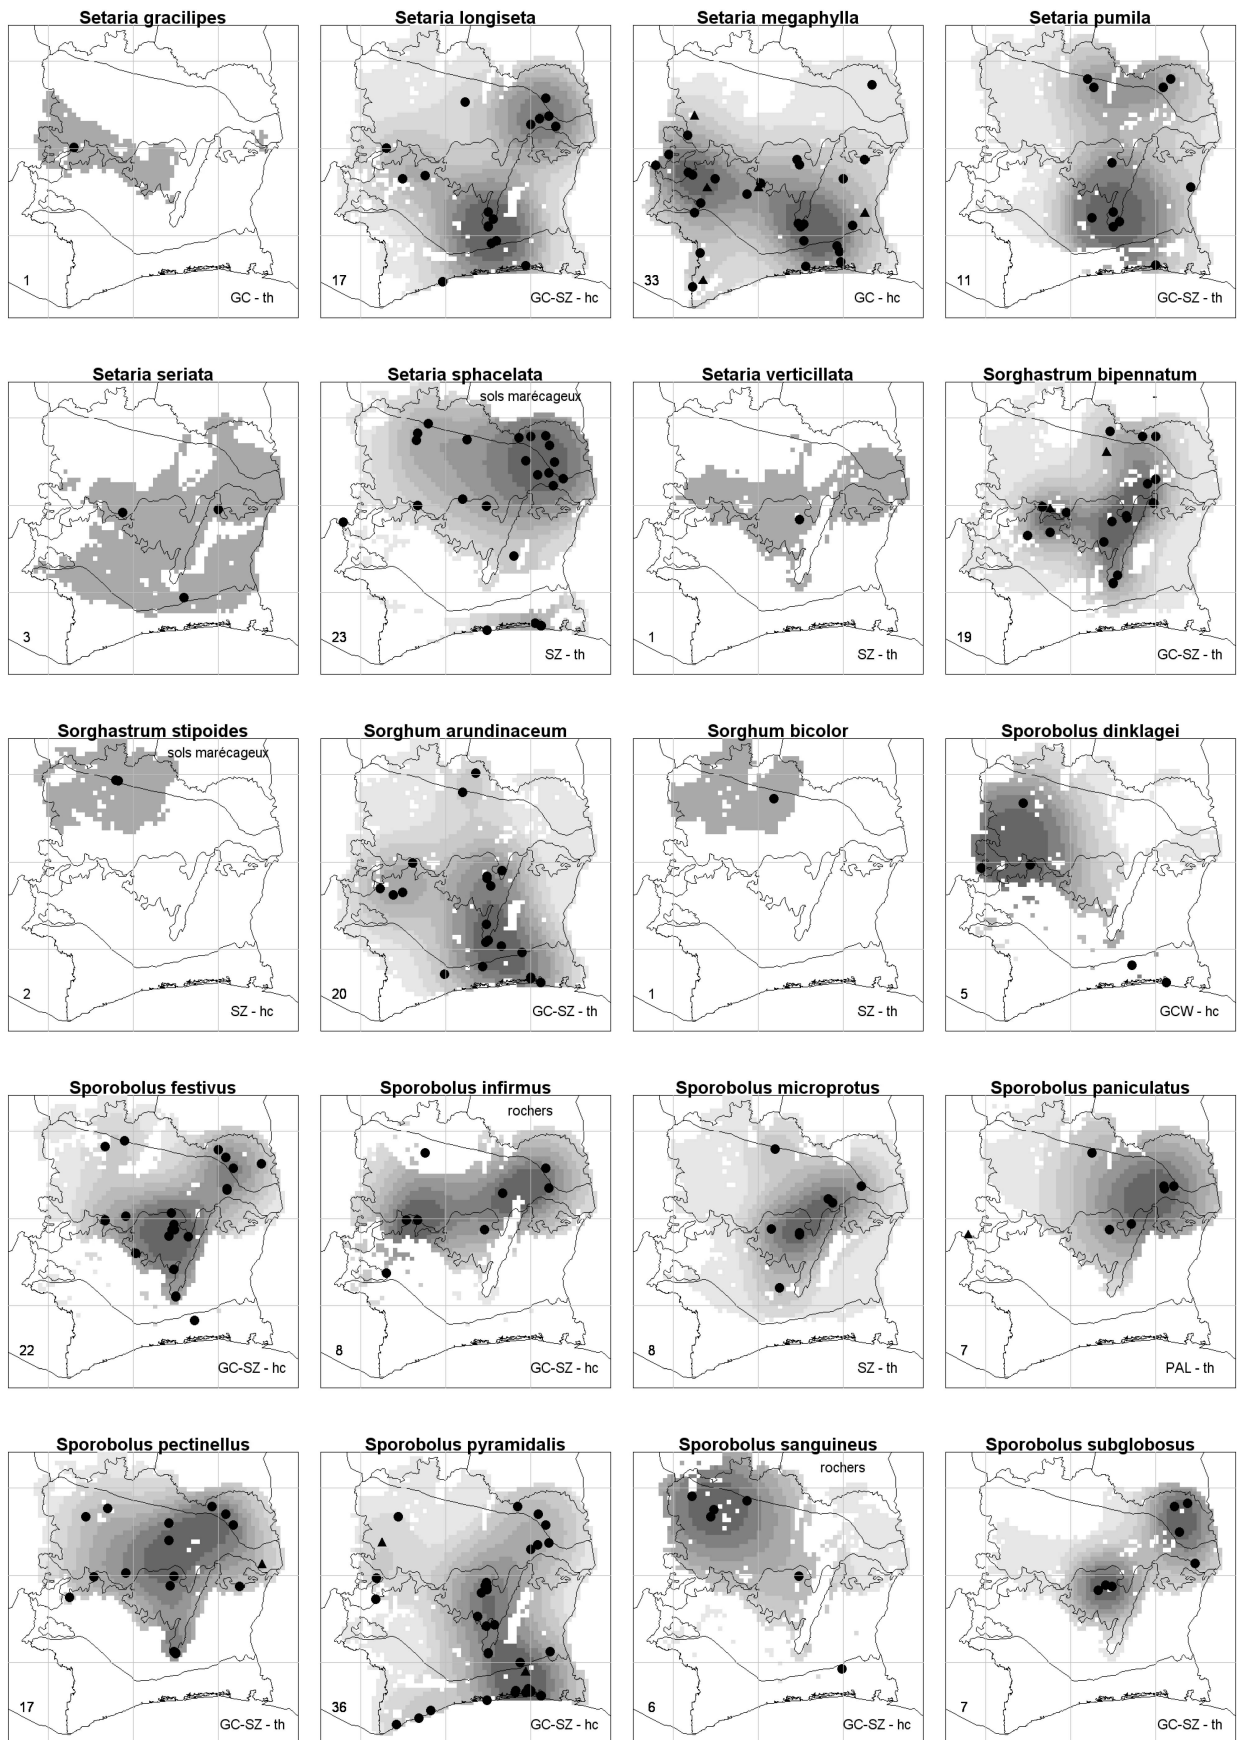 Setaria gracilipes
1
GC - th
Setaria longiseta
17
GC-SZ - hc
Setaria megaphylla
33
GC - hc
Setaria pumila
11
GC-SZ - th
Setaria seriata
3
Setaria sphacelata
sols marécageux
23
SZ - th
Setaria verticillata
1
SZ - th
Sorghastrum bipennatum
19
GC-SZ - th
Sorghastrum stipoides
sols marécageux
2
SZ - hc
Sorghum arundinaceum
20
GC-SZ - th
Sorghum bicolor
1
SZ - th
Sporobolus dinklagei
5
GCW - hc
Sporobolus festivus
22
GC-SZ - hc
Sporobolus infirmus
rochers
8
GC-SZ - hc
Sporobolus microprotus
8
SZ - th
Sporobolus paniculatus
7
PAL - th
Sporobolus pectinellus
17
GC-SZ - th
Sporobolus pyramidalis
36
GC-SZ - hc
Sporobolus sanguineus
rochers
6
GC-SZ - hc
Sporobolus subglobosus
7
GC-SZ - th